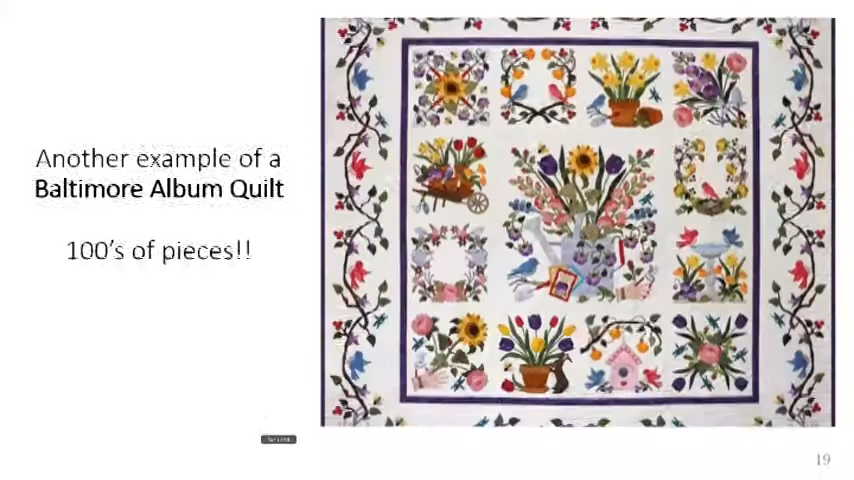 Another example of a
Baltimore Album Quilt
100's of pieces!!
19